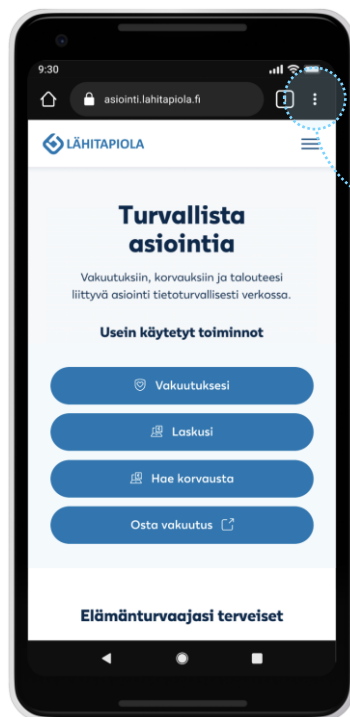 9:30
asiointi.lahitapiola.fi
LÄHITAPIOLA
Turvallista
asiointia
Vakuutuksiin, korvauksiin ja talouteesi
liittyvä asiointi tietoturvallisesti verkossa.
Usein käytetyt toiminnot
Vakuutuksesi
Laskusi
Hae korvausta
Osta vakuutus
Elämänturvaajasi terveiset